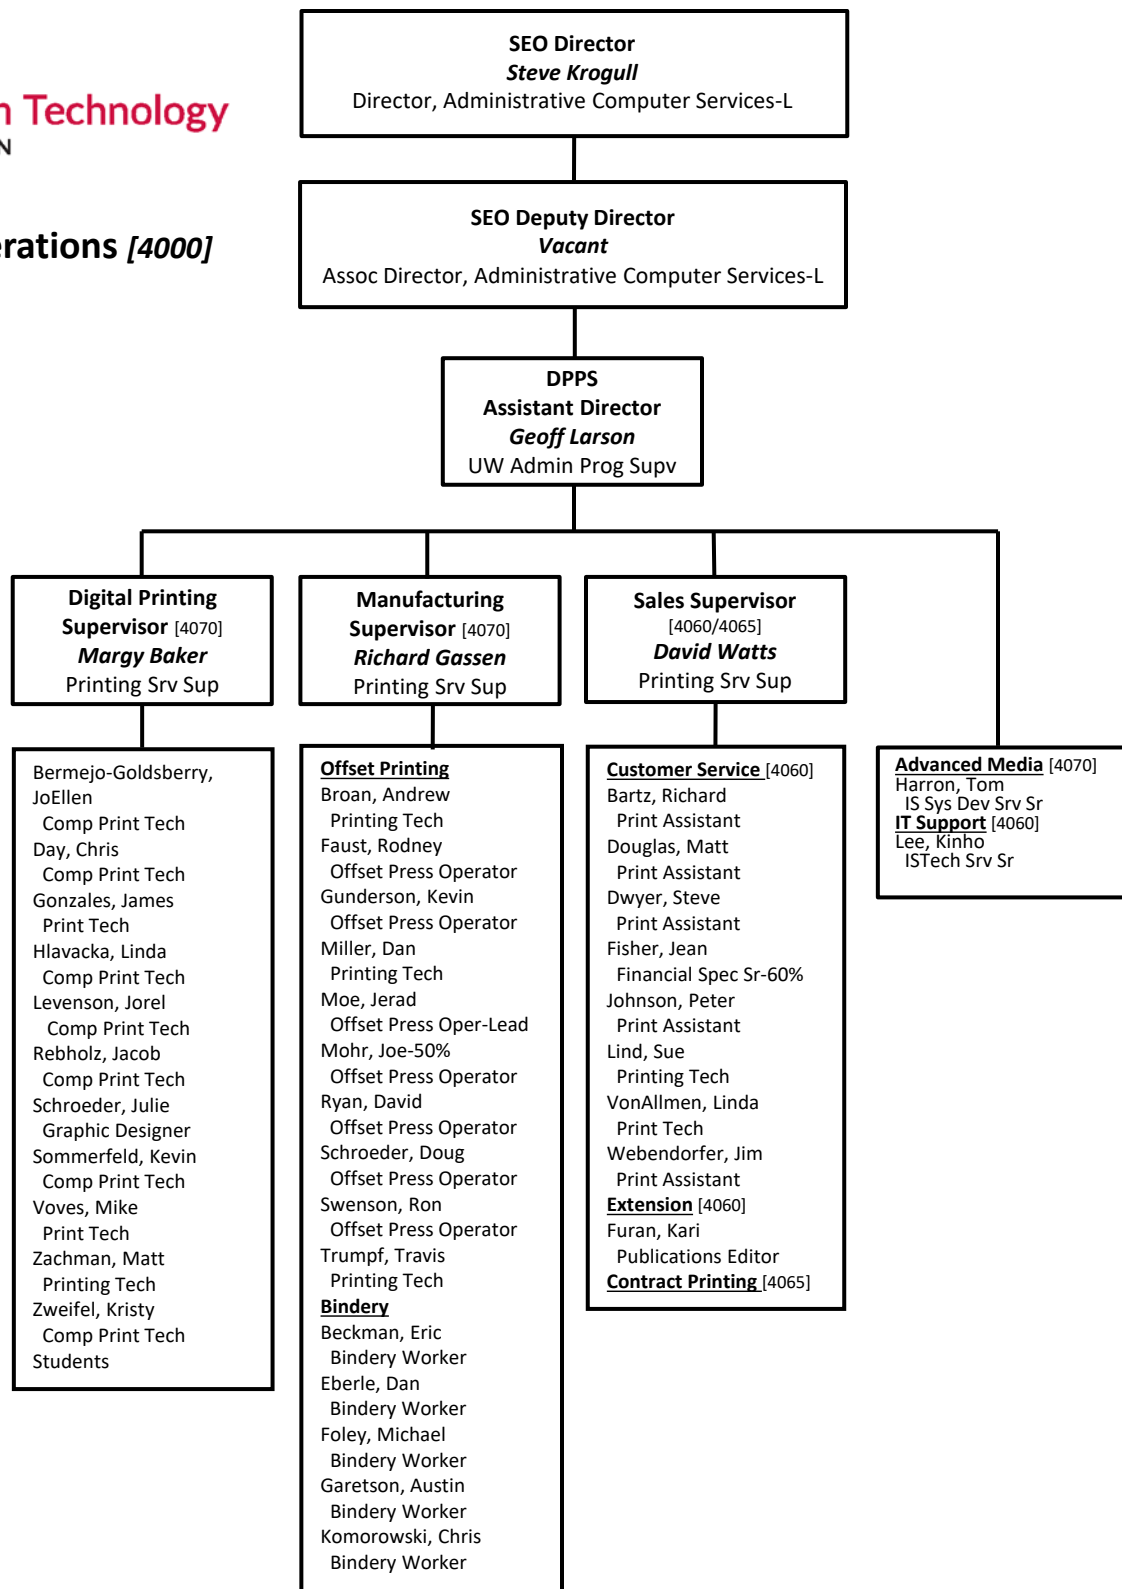 SEO Director
Steve Krogull
Director, Administrative Computer Services-L
Technology
SEO Deputy Director
Vacant
Assoc Director, Administrative Computer Services-L
[4000]
DPPS
Assistant Director
Geoff Larson
UW Admin Prog Supv
Digital Printing
Supervisor [4070]
Margy Baker
Printing Srv Sup
Manufacturing
Supervisor [4070]
Richard Gassen
Printing Srv Sup
Sales Supervisor
[4060/4065]
David Watts
Printing Srv Sup
Bermejo-Goldsberry,
JoEllen
Comp Print Tech
Day, Chris
Comp Print Tech
Gonzales, James
Print Tech
Hlavacka, Linda
Comp Print Tech
Levenson, Jorel
Comp Print Tech
Rebholz, Jacob
Comp Print Tech
Schroeder, Julie
Graphic Designer
Sommerfeld, Kevin
Comp Print Tech
Voves, Mike
Print Tech
Zachman, Matt
Printing Tech
Zweifel, Kristy
Comp Print Tech
Students
Offset Printing
Broan, Andrew
Printing Tech
Faust, Rodney
Offset Press Operator
Gunderson, Kevin
Offset Press Operator
Miller, Dan
Printing Tech
Moe, Jerad
Offset Press Oper-Lead
Mohr, Joe-50%
Offset Press Operator
Ryan, David
Offset Press Operator
Schroeder, Doug
Offset Press Operator
Swenson, Ron
Offset Press Operator
Trumpf, Travis
Printing Tech
Bindery
Beckman, Eric
Bindery Worker
Eberle, Dan
Bindery Worker
Foley, Michael
Bindery Worker
Garetson, Austin
Bindery Worker
Komorowski, Chris
Bindery Worker
Customer Service [4060]
Bartz, Richard
Print Assistant
Douglas, Matt
Print Assistant
Dwyer, Steve
Print Assistant
Fisher, Jean
Financial Spec Sr-60%
Johnson, Peter
Print Assistant
Lind, Sue
Printing Tech
VonAllmen, Linda
Print Tech
Webendorfer, Jim
Print Assistant
Extension [4060]
Furan, Kari
Publications Editor
Contract Printing [4065]
Advanced Media [4070]
Harron, Tom
IS Sys Dev Srv Sr
IT Support [4060]
Lee, Kinho
ISTech Srv Sr